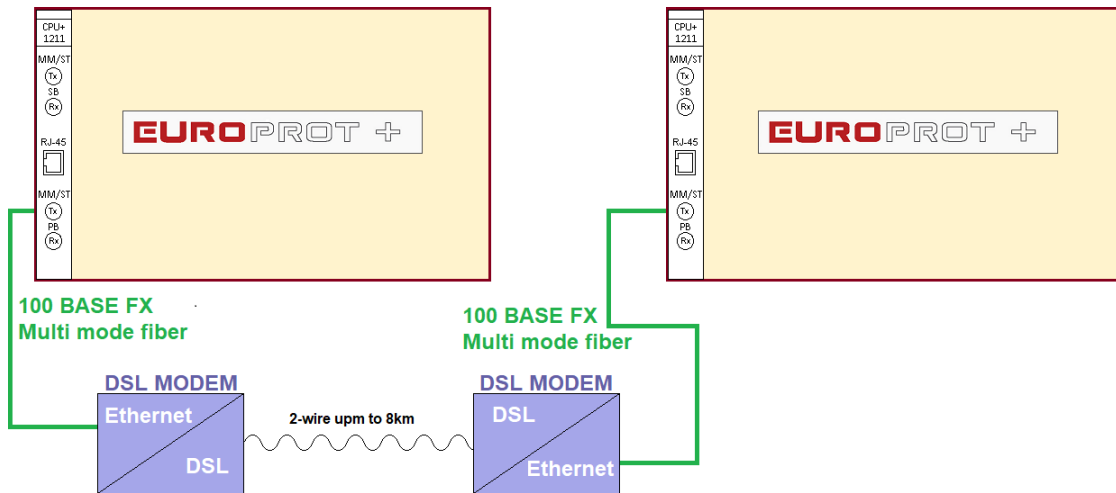 CPU+
1211
MM/ST
Tx
SB
Rx
RJ-45
MM/ST
Tx
PB
Rx
EUROPROT +
CPU+
1211
MM/ST
Tx
SB
Rx
RJ-45
MM/ST
Tx
PB
Rx
EUROPROT +
100 BASE FX
Multi mode fiber
100 BASE FX
Multi mode fiber
DSL MODEM
Ethernet
DSL
2-wire upm to 8km
DSL MODEM
DSL
Ethernet